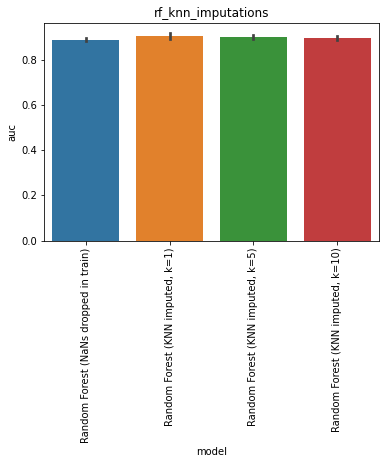 rf_knn_imputations
auc
0.8
0.6
0.4
0.2
0.0
Random Forest (NaNs dropped in train)
Random Forest (KNN imputed, k=1)
Random Forest (KNN imputed, k=5)
Random Forest (KNN imputed, k=10)
model